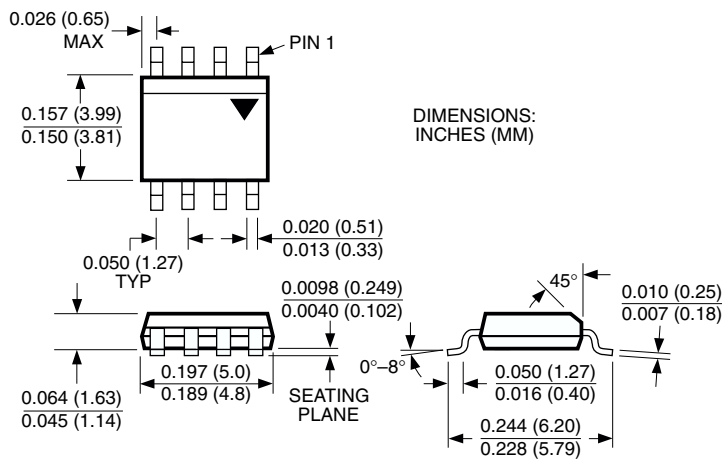 0.026 (0.65)
MAX
PIN 1
0.157 (3.99)
0.150 (3.81)
DIMENSIONS:
INCHES (MM)
0.020 (0.51)
0.013 (0.33)
0.050 (1.27)
TYP
0.0098 (0.249)
0.0040 (0.102)
45°
0.010 (0.25)
0.007 (0.18)
0°–8°
0.197 (5.0)
0.189 (4.8)
SEATING
PLANE
0.050 (1.27)
0.016 (0.40)
0.064 (1.63)
0.045 (1.14)
0.244 (6.20)
0.228 (5.79)